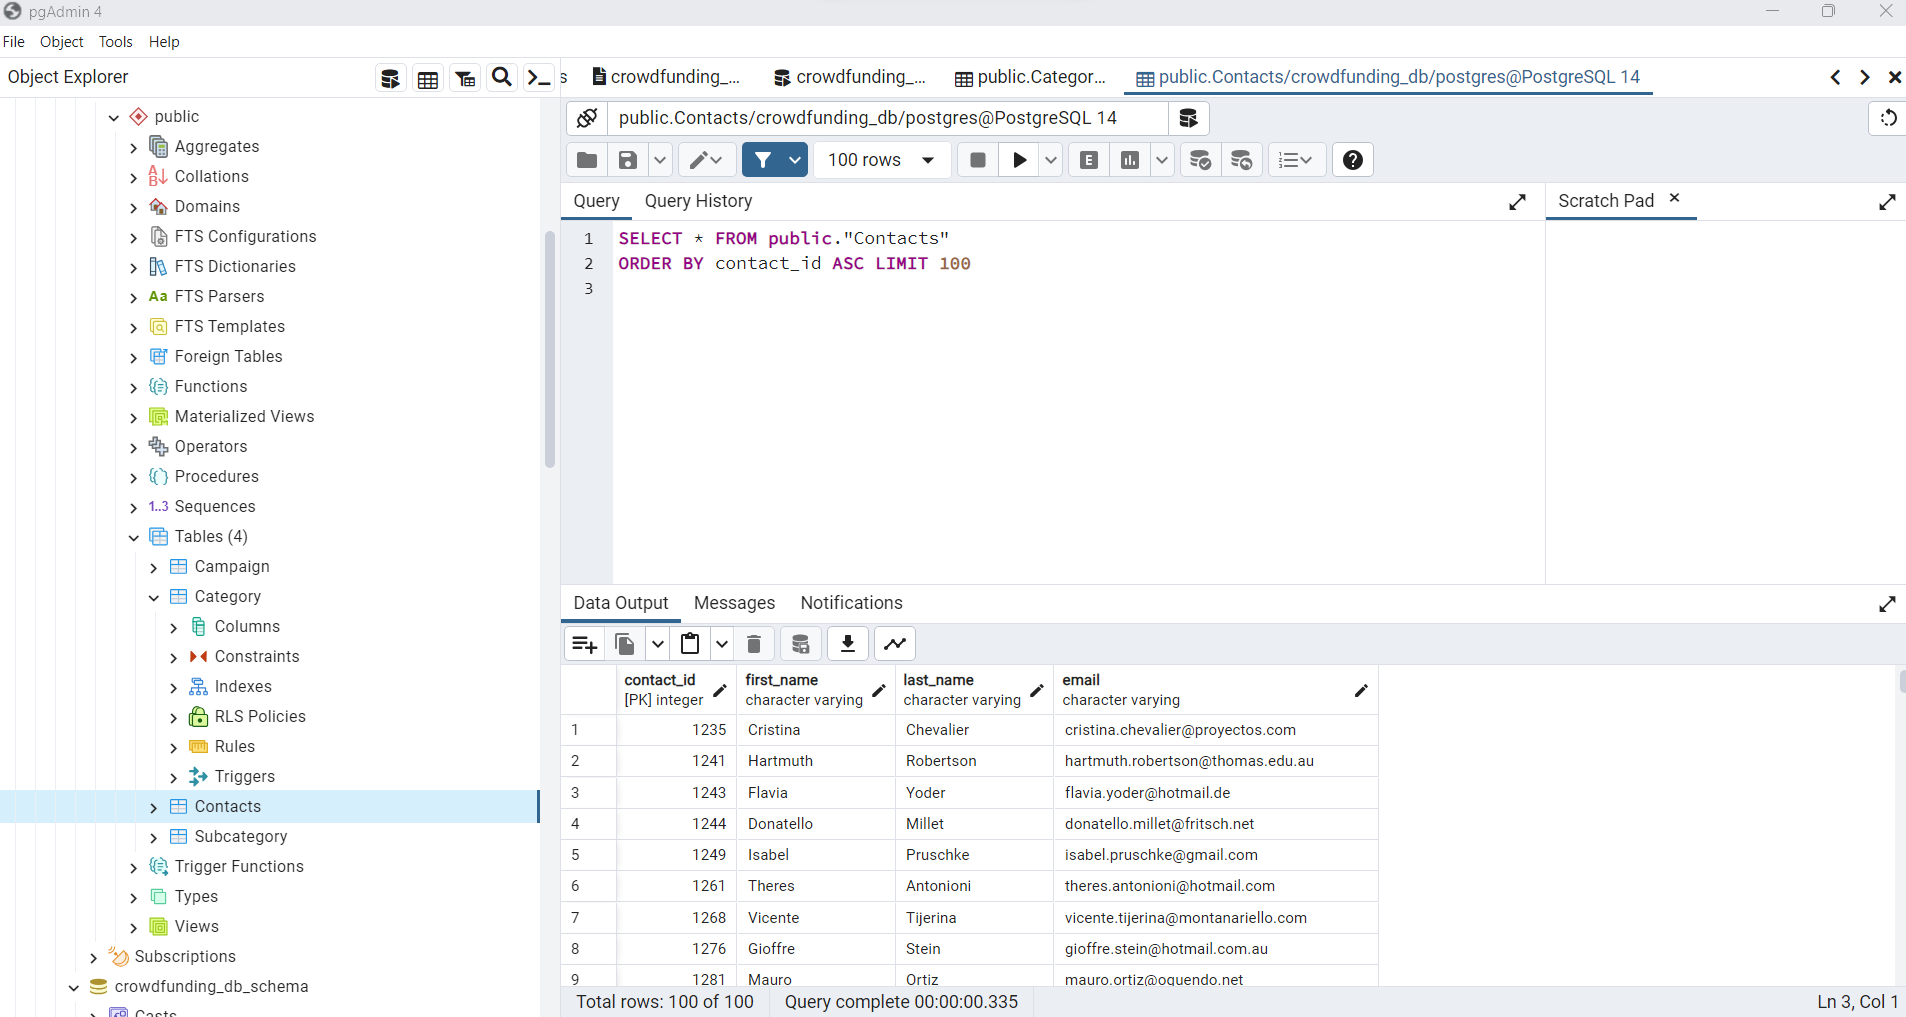 pgAdmin 4
File Object Tools Help
Object Explorer
public
Aggregates
Collations
Domains
FTS Configurations
FTS Dictionaries
Aa FTS Parsers
FTS Templates
Foreign Tables
Functions
Materialized Views
Operators
Procedures
1..3 Sequences
Tables (4)
Campaign
Category
Columns
Constraints
Indexes
RLS Policies
Rules
Triggers
Contacts
Subcategory
Trigger Functions
Types
Views
Subscriptions
crowdfunding_db_schema
Casts
s crowdfunding_... crowdfunding_... public.Categor... public.Contacts/crowdfunding_db/postgres@PostgreSQL 14
public.Contacts/crowdfunding_db/postgres@PostgreSQL 14
100 rows E
Query Query History
1 SELECT * FROM public."Contacts"
2 ORDER BY contact_id ASC LIMIT 100
3
Scratch Pad
Data Output Messages Notifications
contact_id first_name last_name email
[PK] integer character varying character varying character varying
1 1235 Cristina Chevalier cristina.chevalier@proyectos.com
2 1241 Hartmuth Robertson hartmuth.robertson@thomas.edu.au
3 1243 Flavia Yoder flavia.yoder@hotmail.de
4 1244 Donatello Millet donatello.millet@fritsch.net
5 1249 Isabel Pruschke isabel.pruschke@gmail.com
6 1261 Theres Antonioni theres.antonioni@hotmail.com
7 1268 Vicente Tijerina vicente.tijerina@montanariello.com
8 1276 Gioffre Stein gioffre.stein@hotmail.com.au
9 1281 Mauro Ortiz mauro.ortiz@oquendo.net
Total rows: 100 of 100 Query complete 00:00:00.335 Ln 3, Col 1